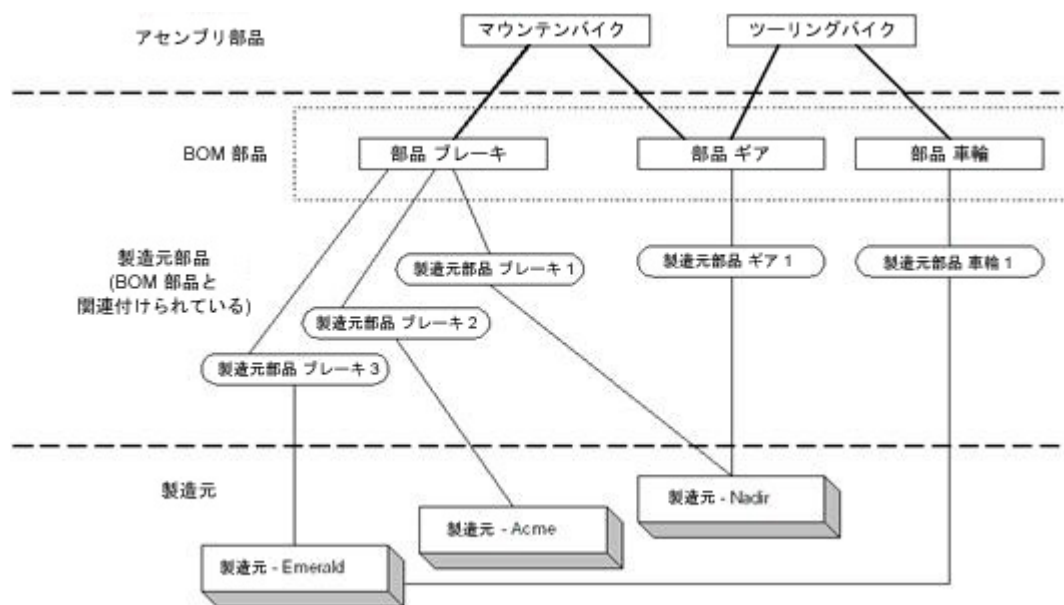 アセンブリ部品
マウンテンバイク
ツーリングバイク
BOM 部品
部品 ブレーキ
部品 ギア
部品 車輪
製造元部品
(BOM 部品と
関連付けられている)
製造元部品 ブレーキ 1
製造元部品 ギア 1
製造元部品 車輪 1
製造元部品 ブレーキ 2
製造元部品 ブレーキ 3
製造元
製造元 - Nadir
製造元 - Acme
製造元 - Emerald